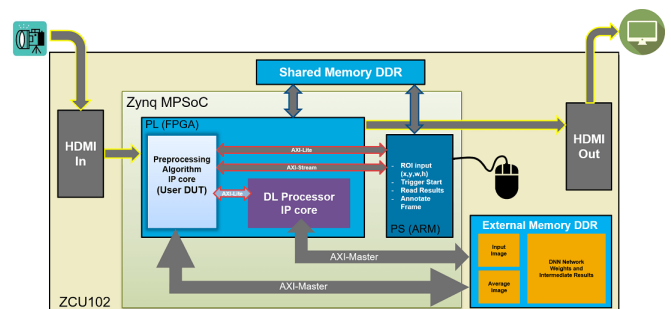 Shared Memory DDR
Zynq MPSoC
PL (FPGA)
HDMI
In
HDMI
Out
Preprocessing
Algorithm
IP core
(User DUT)
AXI-Lite
AXI-Stream
AXI-Lite
DL Processor
IP core
- ROI input
(x,y,w,h)
- Trigger Start
- Read Results
- Annotate
Frame
PS (ARM)
External Memory DDR
Input
Image
Average
Image
DNN Network
Weights and
Intermediate Results
AXI-Master
AXI-Master
ZCU102